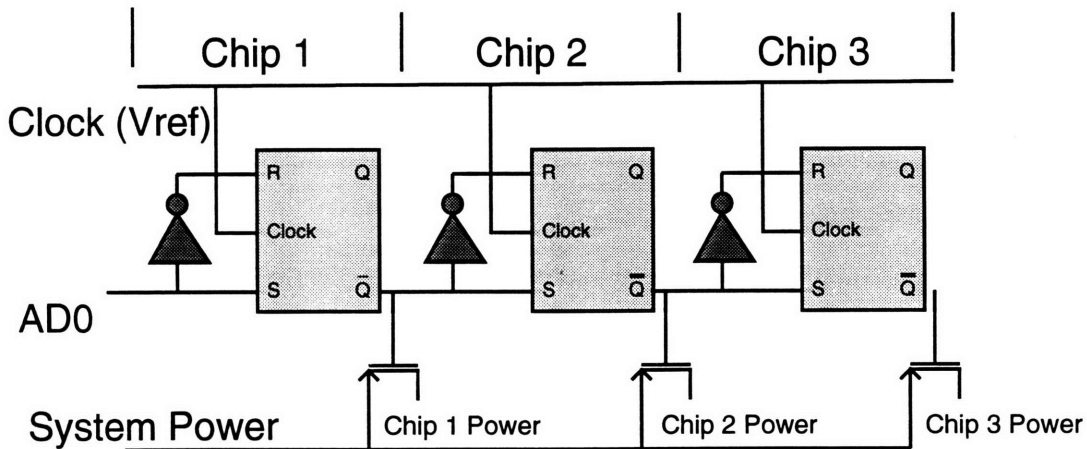 Chip 1 Chip 2 Chip 3
Clock (Vref)
R Q R Q R Q
Clock Clock Clock
S Q̅ S Q̅ S Q̅
AD0
System Power Chip 1 Power Chip 2 Power Chip 3 Power